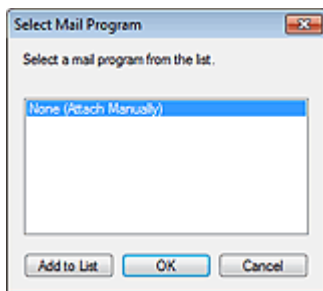 Select Mail Program
Select a mail program from the list.
None (Attach Manually)
Add to List
OK
Cancel